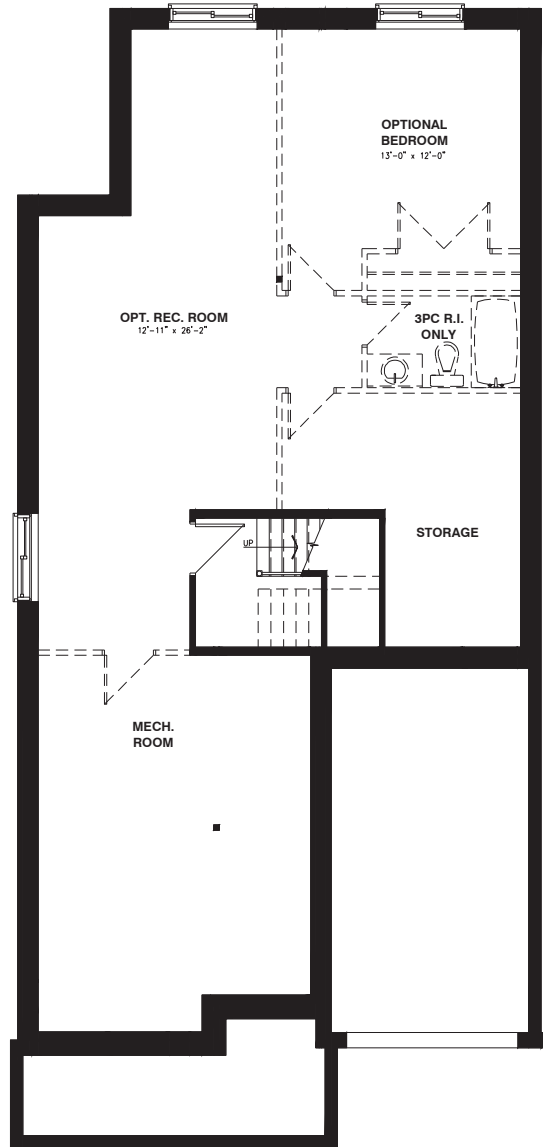 OPTIONAL
BEDROOM
13'-0" x 12'-0"
OPT. REC. ROOM
12'-11" x 26'-2"
3PC R.I.
ONLY
STORAGE
UP
MECH.
ROOM